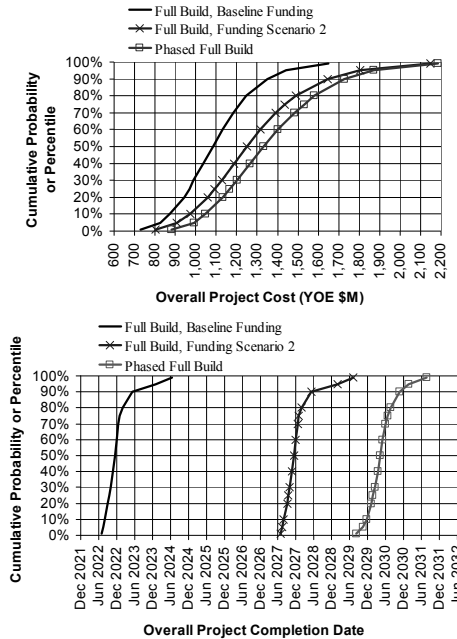 Full Build, Baseline Funding
Full Build, Funding Scenario 2
Phased Full Build
Cumulative Probability
or Percentile
100%
90%
80%
70%
60%
50%
40%
30%
20%
10%
0%
600
700
800
900
1,000
1,100
1,200
1,300
1,400
1,500
1,600
1,700
1,800
1,900
2,000
2,100
2,200
Overall Project Cost (YOE $M)
Full Build, Baseline Funding
Full Build, Funding Scenario 2
Phased Full Build
Cumulative Probability or Percentile
100%
90%
80%
70%
60%
50%
40%
30%
20%
10%
0%
Dec 2021
Jun 2022
Dec 2022
Jun 2023
Dec 2023
Jun 2024
Dec 2024
Jun 2025
Dec 2025
Jun 2026
Dec 2026
Jun 2027
Dec 2027
Jun 2028
Dec 2028
Jun 2029
Dec 2029
Jun 2030
Dec 2030
Jun 2031
Dec 2031
Jun 2032
Overall Project Completion Date